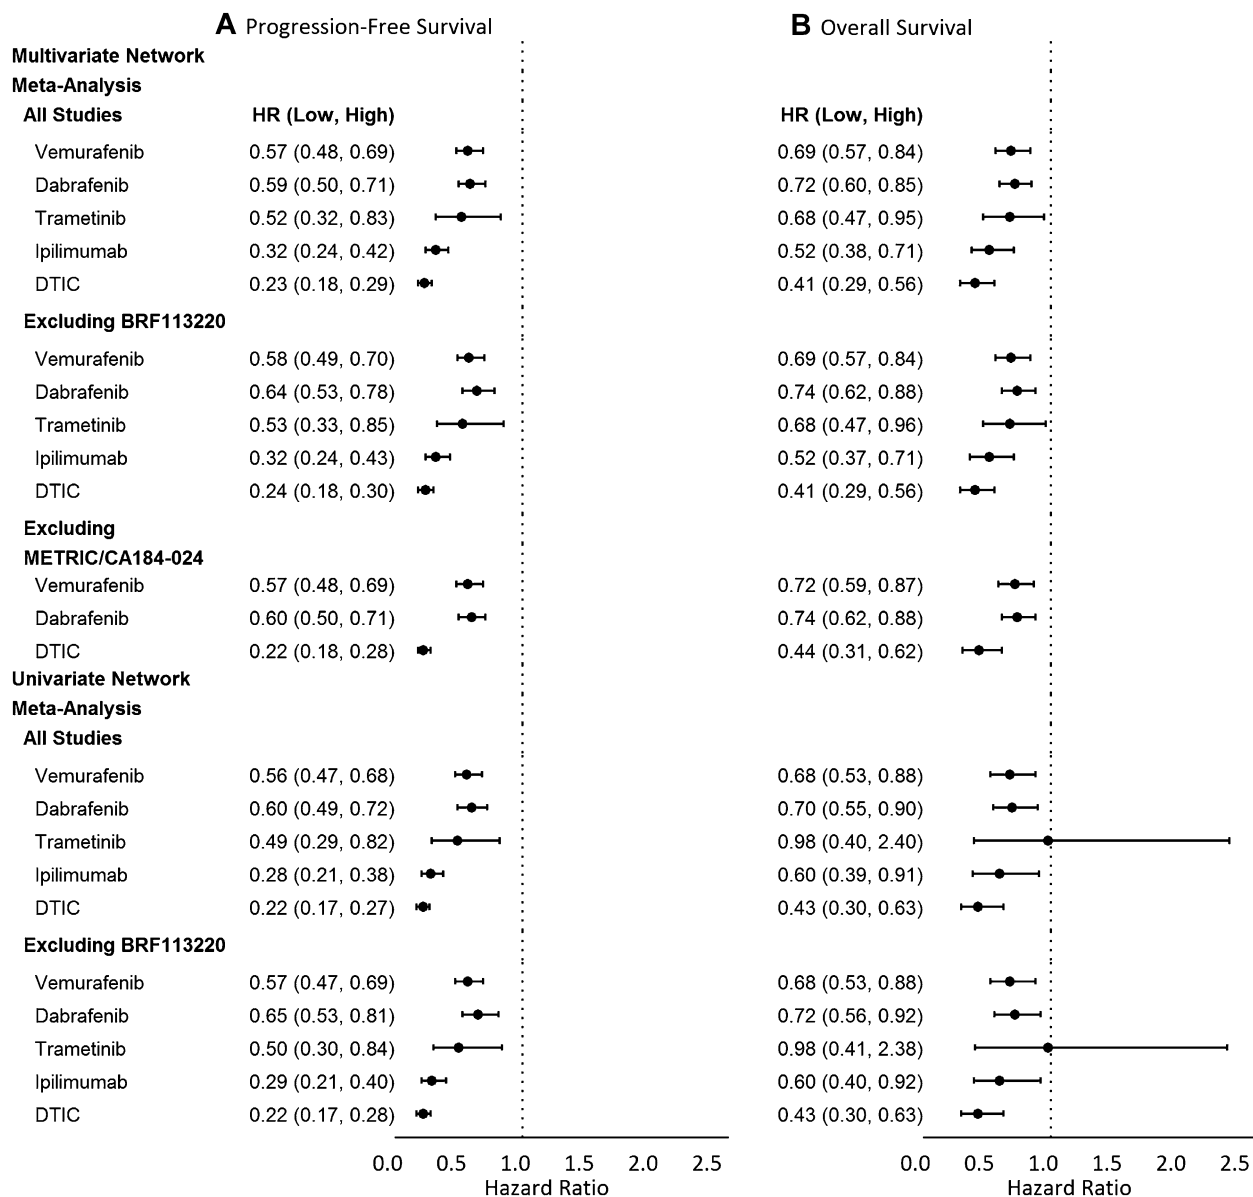 A Progression-Free Survival B Overall Survival
Multivariate Network
Meta-Analysis
All Studies HR (Low, High) HR (Low, High)
Vemurafenib 0.57 (0.48, 0.69) 0.69 (0.57, 0.84)
Dabrafenib 0.59 (0.50, 0.71) 0.72 (0.60, 0.85)
Trametinib 0.52 (0.32, 0.83) 0.68 (0.47, 0.95)
Ipilimumab 0.32 (0.24, 0.42) 0.52 (0.38, 0.71)
DTIC 0.23 (0.18, 0.29) 0.41 (0.29, 0.56)
Excluding BRF113220
Vemurafenib 0.58 (0.49, 0.70) 0.69 (0.57, 0.84)
Dabrafenib 0.64 (0.53, 0.78) 0.74 (0.62, 0.88)
Trametinib 0.53 (0.33, 0.85) 0.68 (0.47, 0.96)
Ipilimumab 0.32 (0.24, 0.43) 0.52 (0.37, 0.71)
DTIC 0.24 (0.18, 0.30) 0.41 (0.29, 0.56)
Excluding
METRIC/CA184-024
Vemurafenib 0.57 (0.48, 0.69) 0.72 (0.59, 0.87)
Dabrafenib 0.60 (0.50, 0.71) 0.74 (0.62, 0.88)
DTIC 0.22 (0.18, 0.28) 0.44 (0.31, 0.62)
Univariate Network
Meta-Analysis
All Studies
Vemurafenib 0.56 (0.47, 0.68) 0.68 (0.53, 0.88)
Dabrafenib 0.60 (0.49, 0.72) 0.70 (0.55, 0.90)
Trametinib 0.49 (0.29, 0.82) 0.98 (0.40, 2.40)
Ipilimumab 0.28 (0.21, 0.38) 0.60 (0.39, 0.91)
DTIC 0.22 (0.17, 0.27) 0.43 (0.30, 0.63)
Excluding BRF113220
Vemurafenib 0.57 (0.47, 0.69) 0.68 (0.53, 0.88)
Dabrafenib 0.65 (0.53, 0.81) 0.72 (0.56, 0.92)
Trametinib 0.50 (0.30, 0.84) 0.98 (0.41, 2.38)
Ipilimumab 0.29 (0.21, 0.40) 0.60 (0.40, 0.92)
DTIC 0.22 (0.17, 0.28) 0.43 (0.30, 0.63)
0.0 0.5 1.0 1.5 2.0 2.5 0.0 0.5 1.0 1.5 2.0 2.5
Hazard Ratio Hazard Ratio